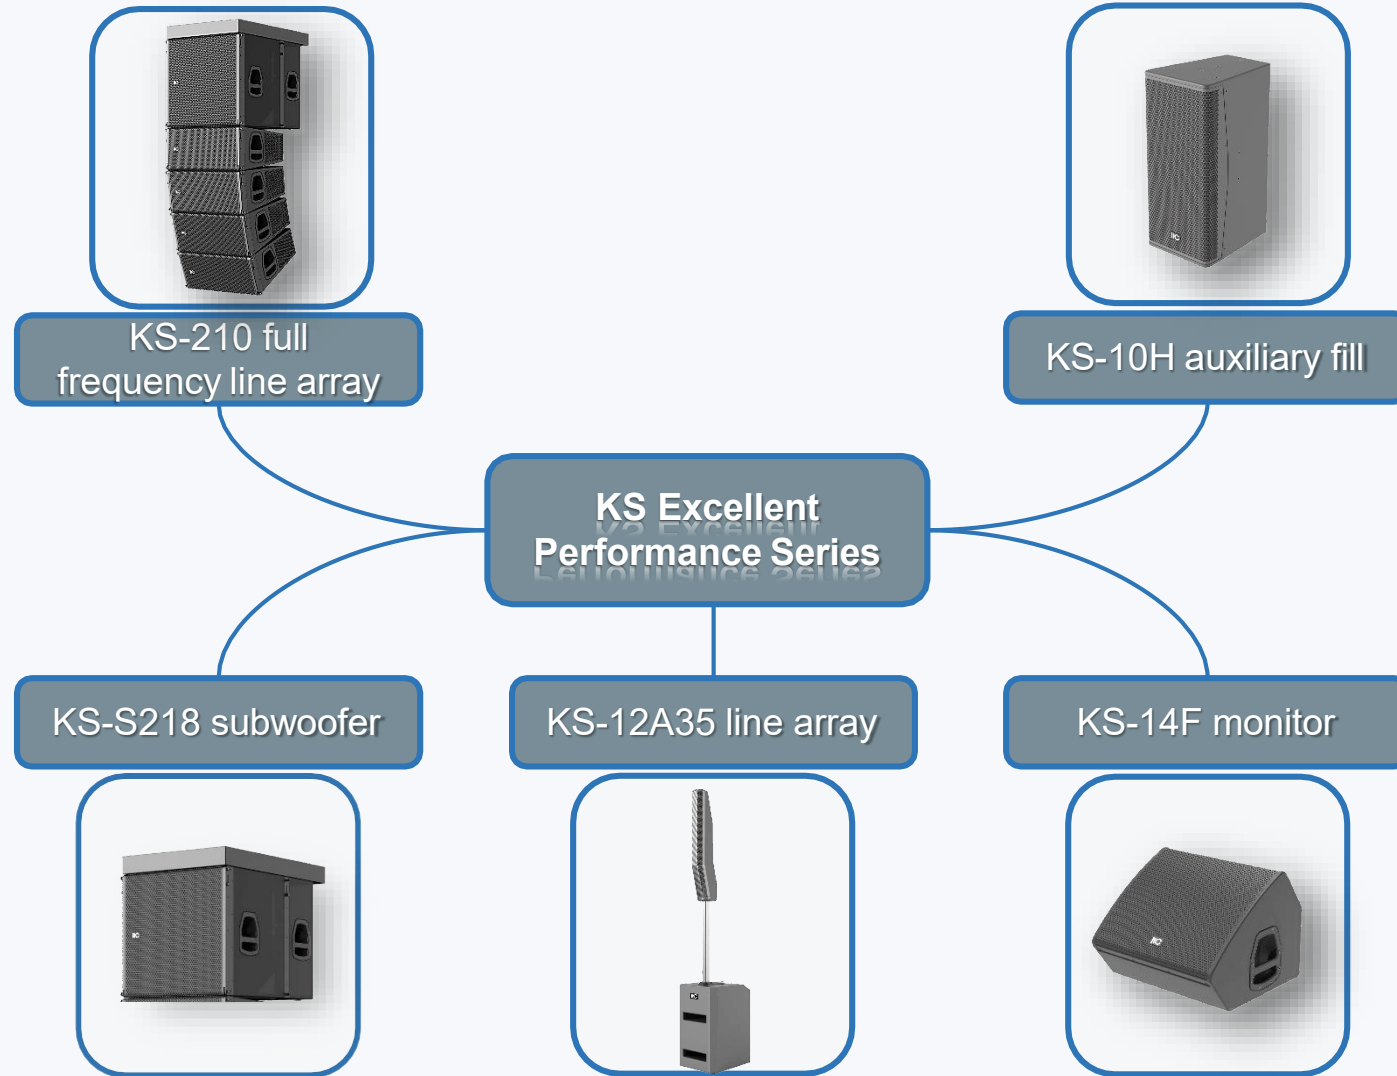 KS-210 full
frequency line array
KS-10H auxiliary fill
KS Excellent
Performance Series
KS-S218 subwoofer
KS-12A35 line array
KS-14F monitor